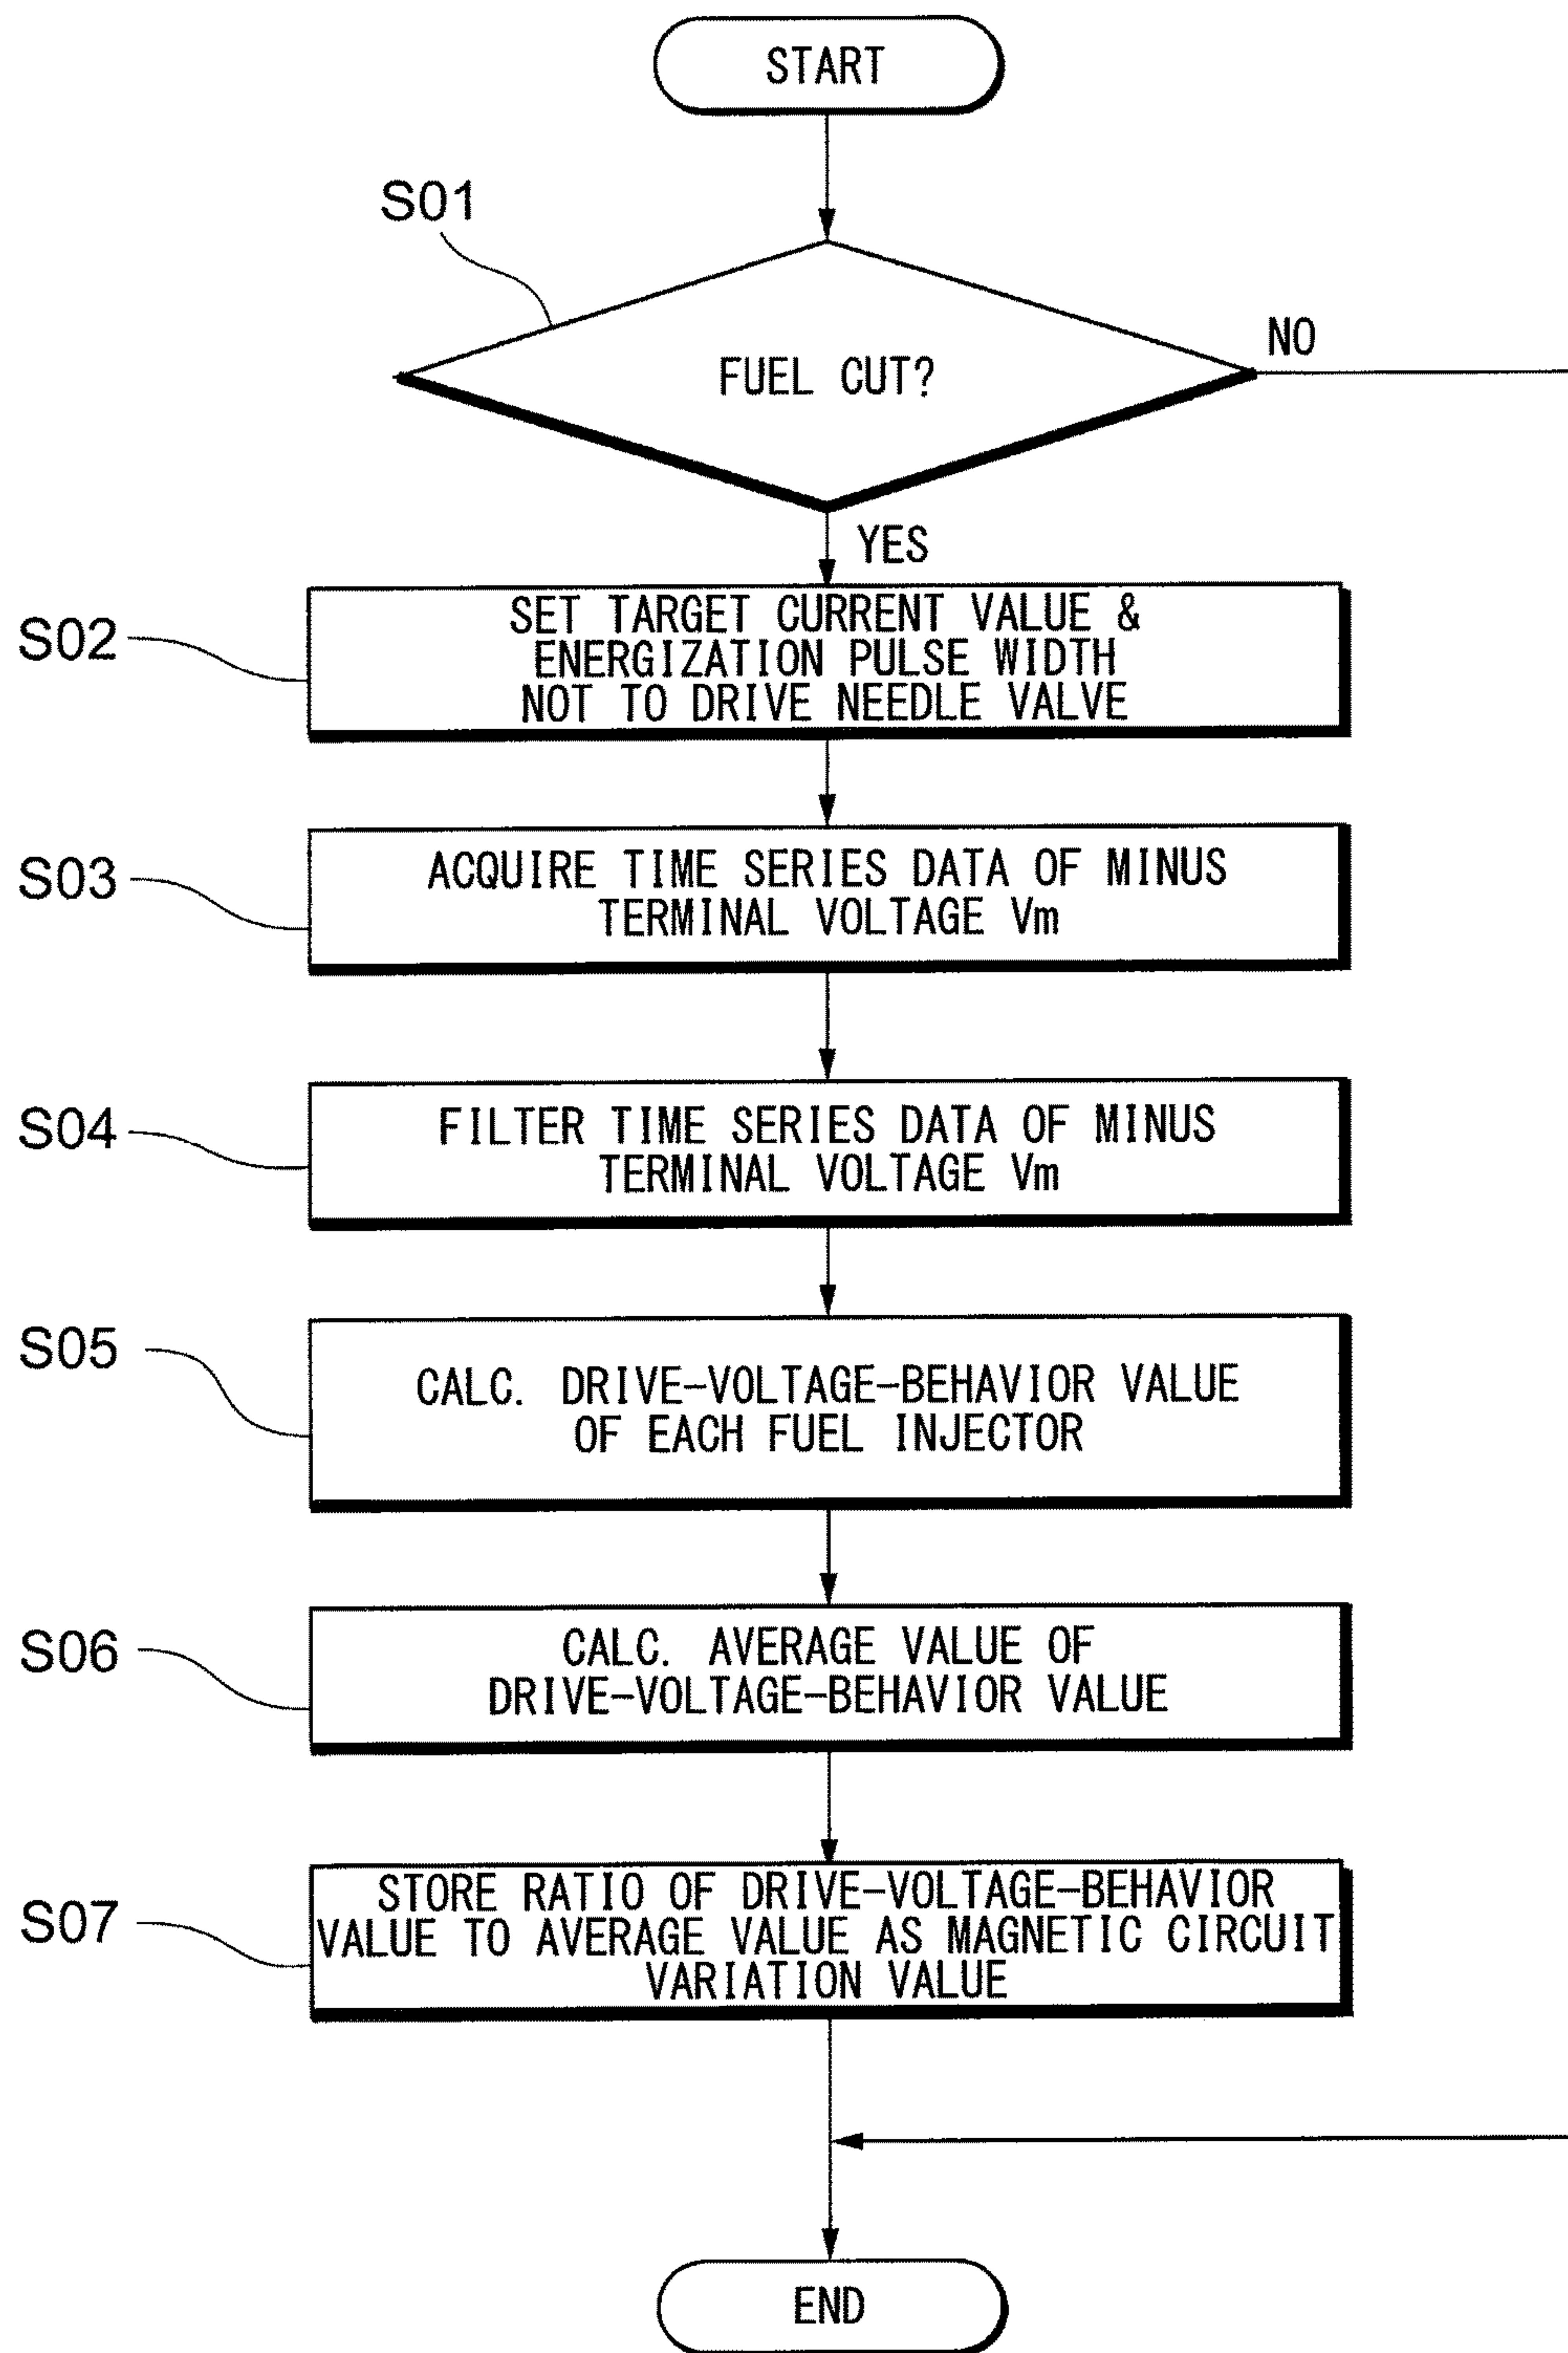 START
S01
FUEL CUT?
NO
YES
S02
SET TARGET CURRENT VALUE &
ENERGIZATION PULSE WIDTH
NOT TO DRIVE NEEDLE VALVE
S03
ACQUIRE TIME SERIES DATA OF MINUS
TERMINAL VOLTAGE Vm
S04
FILTER TIME SERIES DATA OF MINUS
TERMINAL VOLTAGE Vm
S05
CALC. DRIVE-VOLTAGE-BEHAVIOR VALUE
OF EACH FUEL INJECTOR
S06
CALC. AVERAGE VALUE OF
DRIVE-VOLTAGE-BEHAVIOR VALUE
S07
STORE RATIO OF DRIVE-VOLTAGE-BEHAVIOR
VALUE TO AVERAGE VALUE AS MAGNETIC CIRCUIT
VARIATION VALUE
END